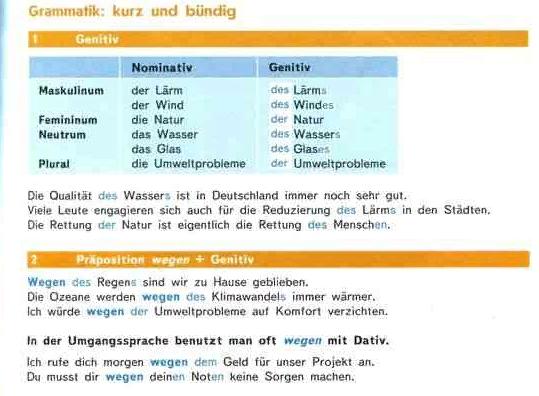 Grammatik: kurz und bündig
1 Genitiv
Nominativ Genitiv
Maskulinum der Lärm des Lärms
der Wind des Windes
Femininum die Natur der Natur
Neutrum das Wasser des Wassers
das Glas des Glases
Plural die Umweltprobleme der Umweltprobleme
Die Qualität des Wassers ist in Deutschland immer noch sehr gut.
Viele Leute engagieren sich auch für die Reduzierung des Lärms in den Städten.
Die Rettung der Natur ist eigentlich die Rettung des Menschen.
2 Präposition wegen + Genitiv
Wegen des Regens sind wir zu Hause geblieben.
Die Ozeane werden wegen des Klimawandels immer wärmer.
Ich würde wegen der Umweltprobleme auf Komfort verzichten.
In der Umgangssprache benutzt man oft wegen mit Dativ.
Ich rufe dich morgen wegen dem Geld für unser Projekt an.
Du musst dir wegen deinen Noten keine Sorgen machen.